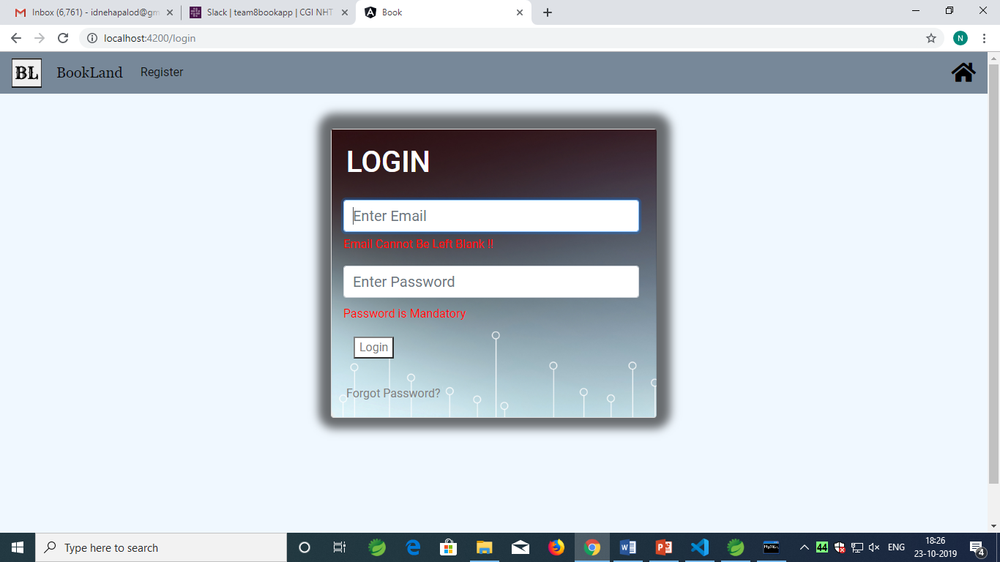 Inbox (6,761) - idnehapalod@gm
Slack | team8bookapp | CGI NHT
Book
localhost:4200/login
N
BL
BookLand
Register
LOGIN
Enter Email
Email Cannot Be Left Blank !!
Enter Password
Password is Mandatory
Login
Forgot Password?
Type here to search
44
ENG
18:26
23-10-2019
4